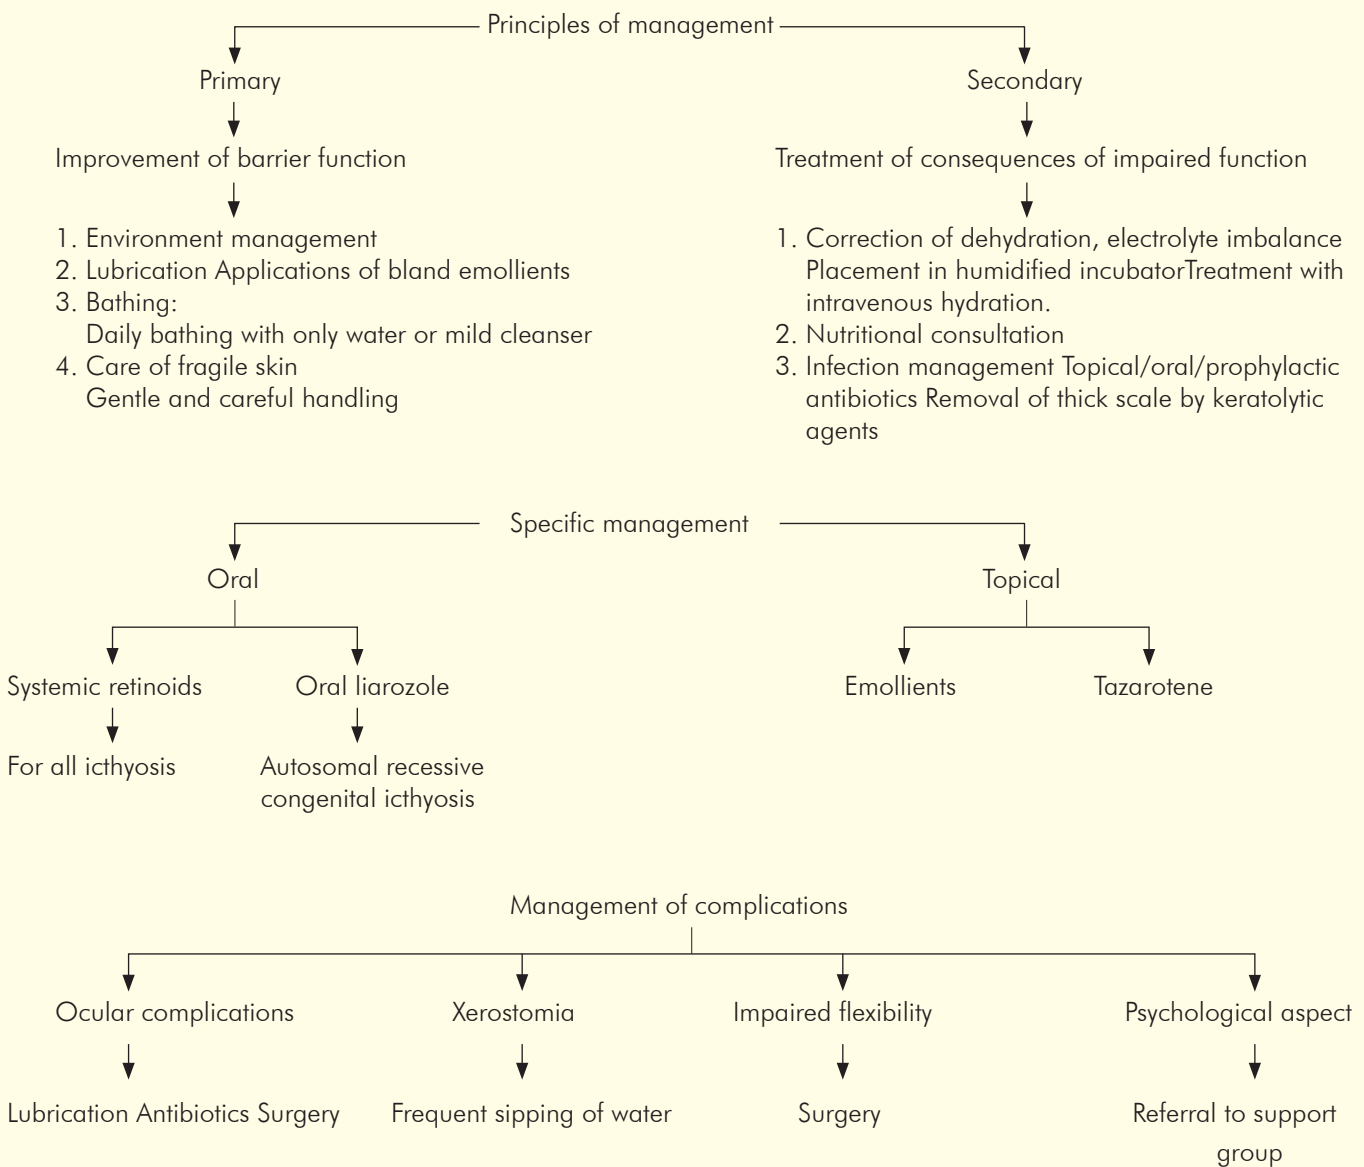 Principles of management
Primary
Secondary
Improvement of barrier function
Treatment of consequences of impaired function
1. Environment management
2. Lubrication Applications of bland emollients
3. Bathing:
Daily bathing with only water or mild cleanser
4. Care of fragile skin
Gentle and careful handling
1. Correction of dehydration, electrolyte imbalance
Placement in humidified incubatorTreatment with
intravenous hydration.
2. Nutritional consultation
3. Infection management Topical/oral/prophylactic
antibiotics Removal of thick scale by keratolytic
agents
Specific management
Oral
Topical
Systemic retinoids
Oral liarozole
Emollients
Tazarotene
For all icthyosis
Autosomal recessive
congenital icthyosis
Management of complications
Ocular complications
Xerostomia
Impaired flexibility
Psychological aspect
Lubrication Antibiotics Surgery
Frequent sipping of water
Surgery
Referral to support
group